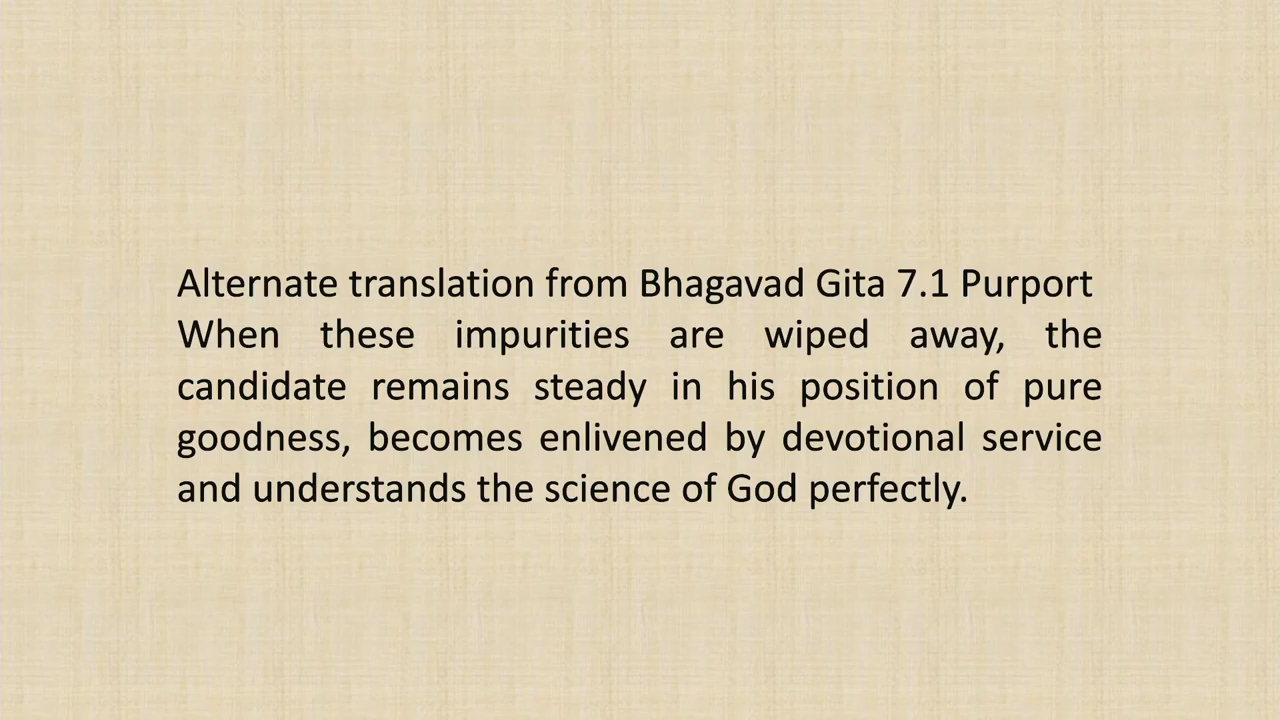 Alternate translation from Bhagavad Gita 7.1 Purport
When these impurities are wiped away, the
candidate remains steady in his position of pure
goodness, becomes enlivened by devotional service
and understands the science of God perfectly.